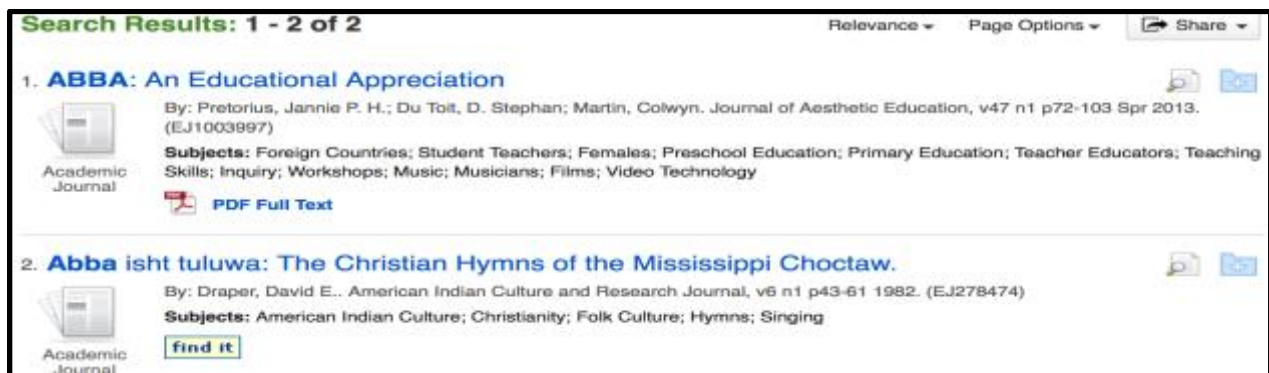 Search Results: 1 - 2 of 2
Relevance Page Options Share
1. ABBA: An Educational Appreciation
By: Pretorius, Jannie P. H.; Du Toit, D. Stephan; Martin, Colwyn. Journal of Aesthetic Education, v47 n1 p72-103 Spr 2013.
(EJ1003997)
Subjects: Foreign Countries; Student Teachers; Females; Preschool Education; Primary Education; Teacher Educators; Teaching
Skills; Inquiry; Workshops; Music; Musicians; Films; Video Technology
Academic
Journal
PDF Full Text
2. Abba isht tuluwa: The Christian Hymns of the Mississippi Choctaw.
By: Draper, David E.. American Indian Culture and Research Journal, v6 n1 p43-61 1982. (EJ278474)
Subjects: American Indian Culture; Christianity; Folk Culture; Hymns; Singing
find it
Academic
Journal